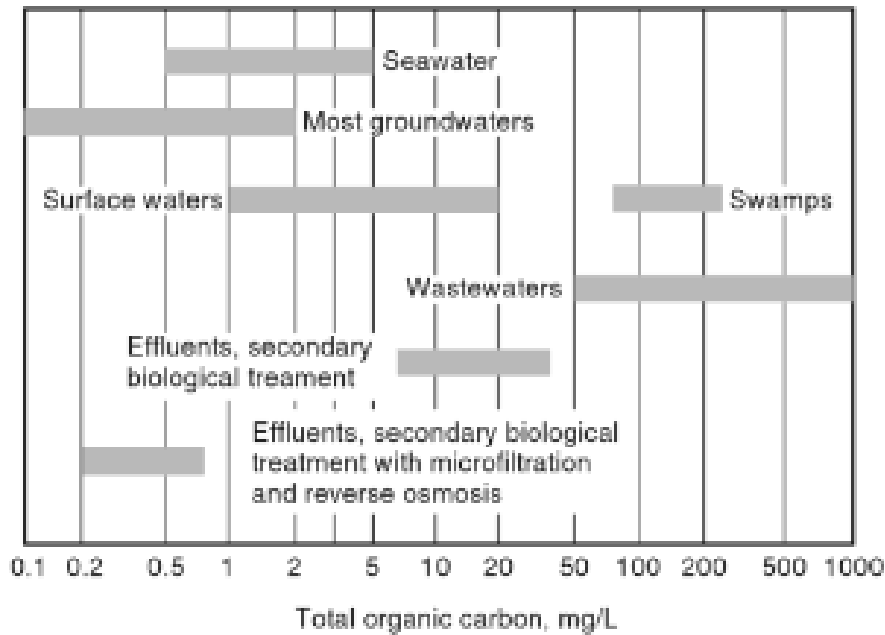 Seawater
Most groundwaters
Surface waters
Swamps
Wastewaters
Effluents, secondary
biological treament
Effluents, secondary biological
treatment with microfiltration
and reverse osmosis
0.1 0.2 0.5 1 2 5 10 20 50 100 200 500 1000
Total organic carbon, mg/L